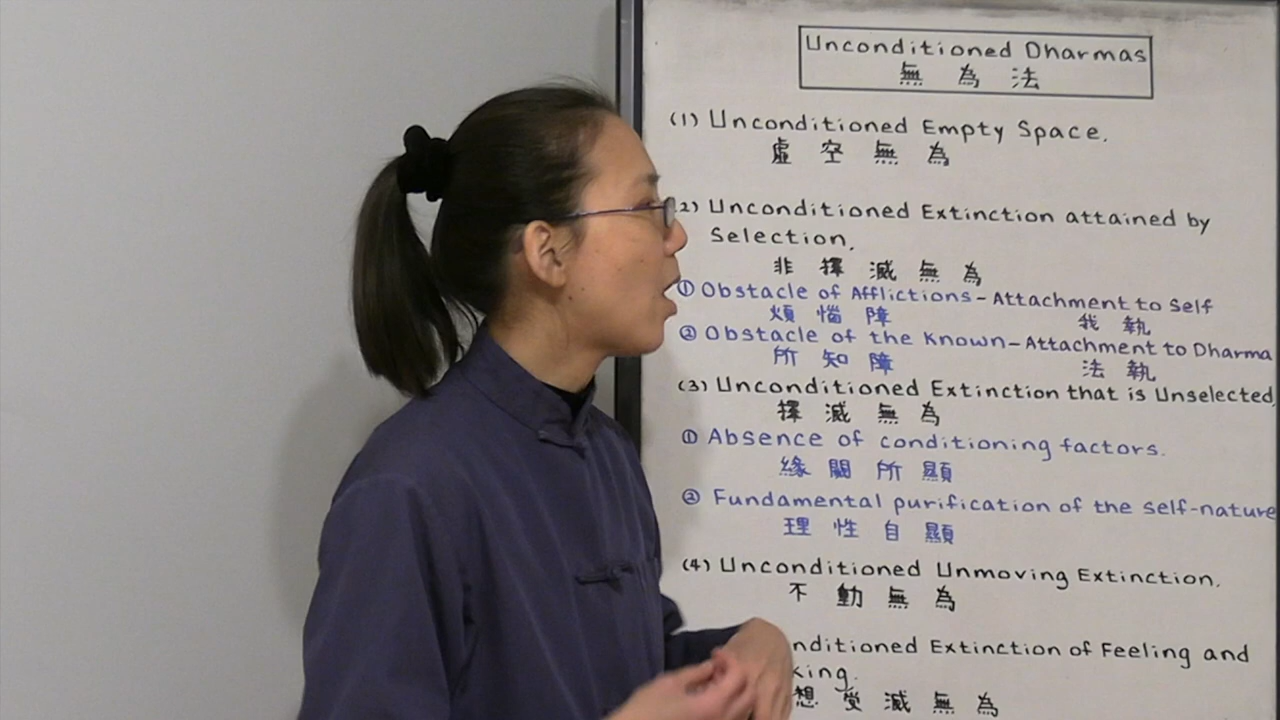 Unconditioned Dharmas
無為法
(1) Unconditioned Empty Space.
虛空無為
2) Unconditioned Extinction attained by
Selection.
非擇滅無為
① Obstacle of Afflictions - Attachment to Self
煩惱障 我執
② Obstacle of the Known - Attachment to Dharma
所知障 法執
(3) Unconditioned Extinction that is Unselected
擇滅無為
① Absence of conditioning factors.
緣闕所顯
② Fundamental purification of the self-nature
理性自顯
(4) Unconditioned Unmoving Extinction.
不動無為
nditioned Extinction of Feeling and
king.
想受滅無為